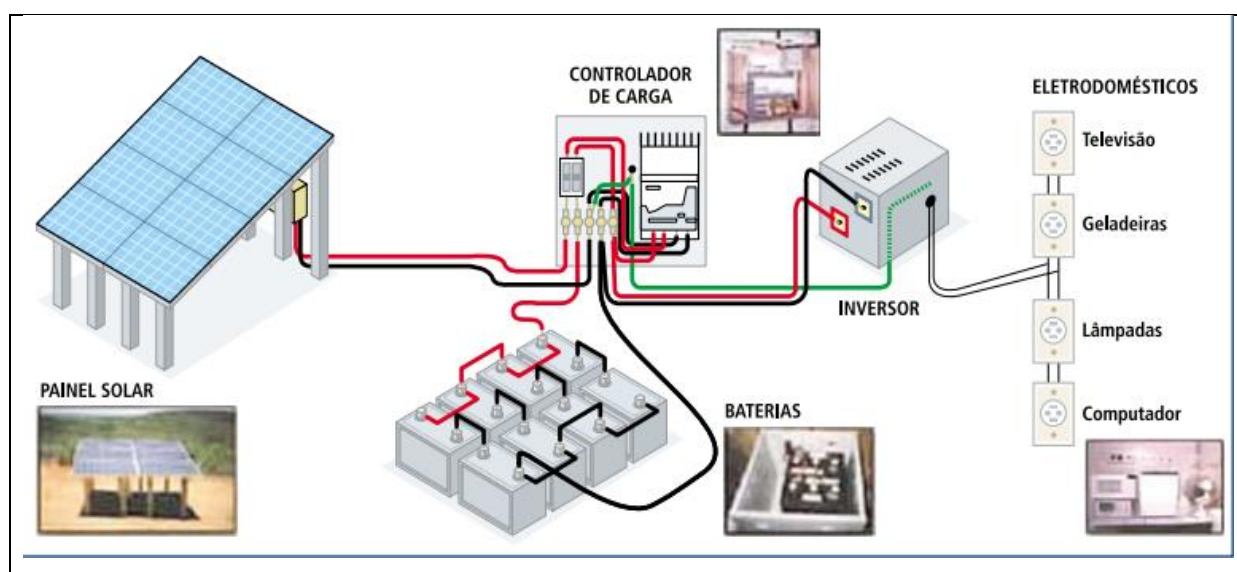 CONTROLADOR
DE CARGA
ELETRODOMÉSTICOS
Televisão
Geladeiras
INVERSOR
Lâmpadas
PAINEL SOLAR
BATERIAS
Computador